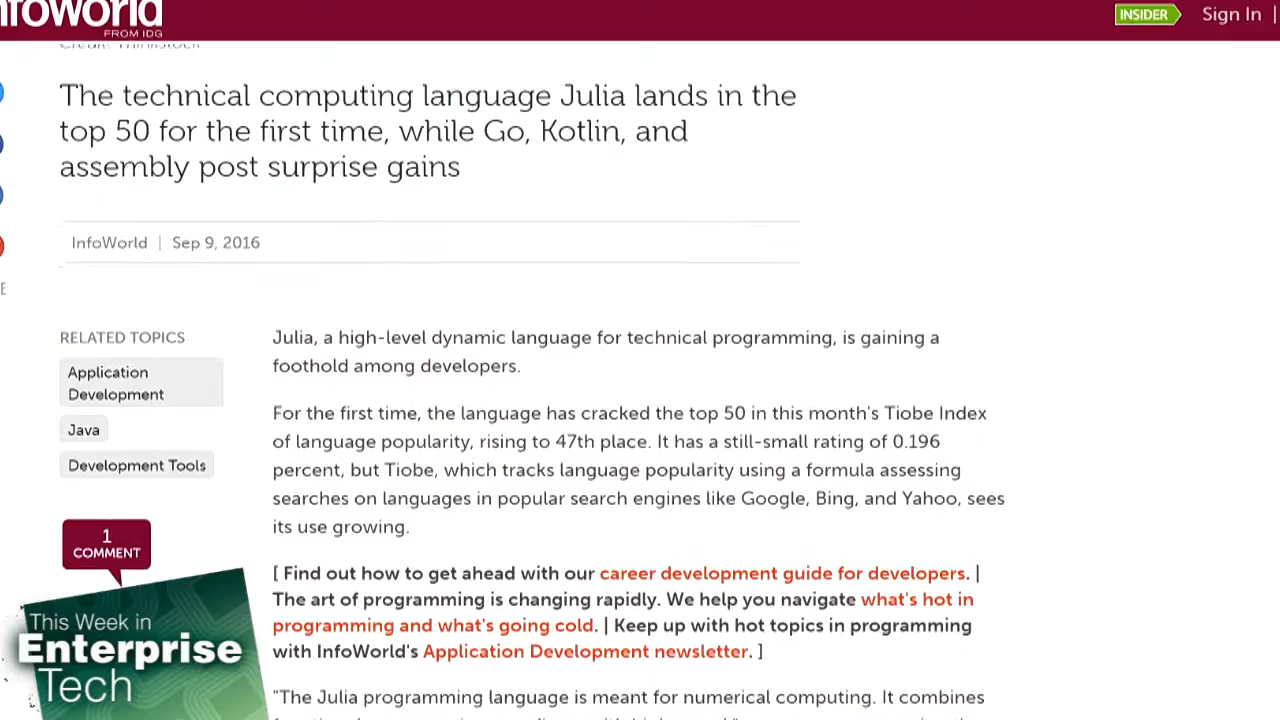 InfoWorld
FROM IDG
INSIDER
Sign In |
The technical computing language Julia lands in the
top 50 for the first time, while Go, Kotlin, and
assembly post surprise gains
InfoWorld | Sep 9, 2016
RELATED TOPICS
Application
Development
Java
Development Tools
1
COMMENT
Julia, a high-level dynamic language for technical programming, is gaining a
foothold among developers.
For the first time, the language has cracked the top 50 in this month's Tiobe Index
of language popularity, rising to 47th place. It has a still-small rating of 0.196
percent, but Tiobe, which tracks language popularity using a formula assessing
searches on languages in popular search engines like Google, Bing, and Yahoo, sees
its use growing.
[ Find out how to get ahead with our career development guide for developers. |
The art of programming is changing rapidly. We help you navigate what's hot in
programming and what's going cold. | Keep up with hot topics in programming
with InfoWorld's Application Development newsletter. ]
"The Julia programming language is meant for numerical computing. It combines
This Week in
Enterprise
Tech